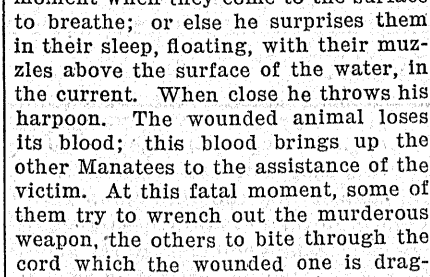 moment when they come to the surface
to breathe; or else he surprises them
in their sleep, floating, with their muz-
zles above the surface of the water, in
the current. When close he throws his
harpoon. The wounded animal loses
its blood; this blood brings up the
other Manatees to the assistance of the
victim. At this fatal moment, some of
them try to wrench out the murderous
weapon, the others to bite through the
cord which the wounded one is drag-